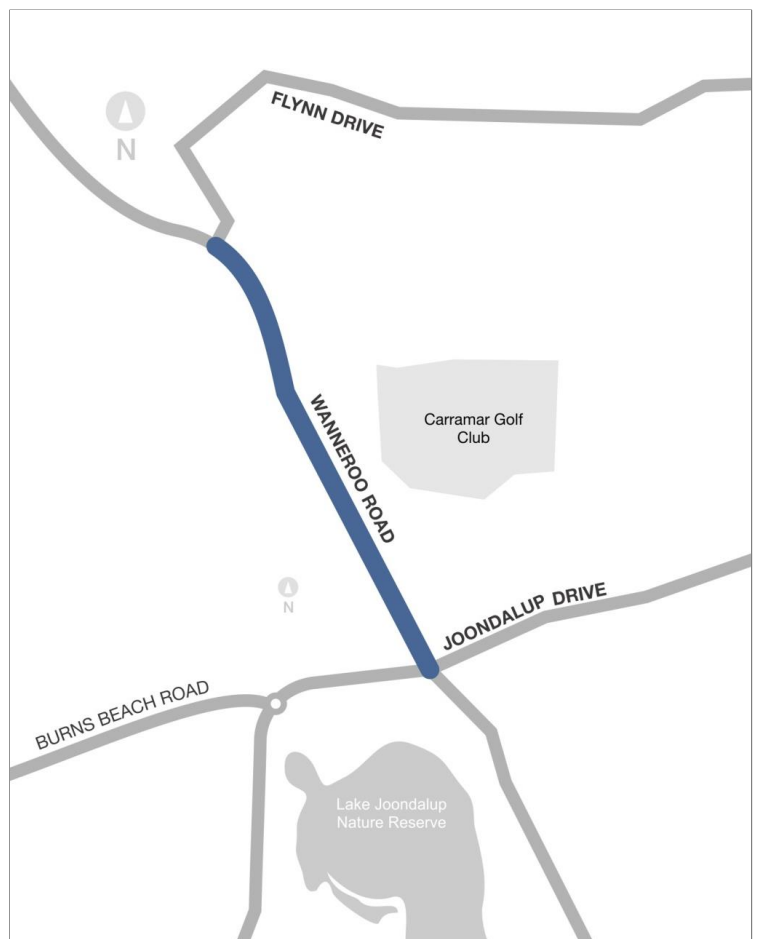 FLYNN DRIVE
N
WANNEROO ROAD
Carramar Golf
Club
N
JOONDALUP DRIVE
BURNS BEACH ROAD
Lake Joondalup
Nature Reserve